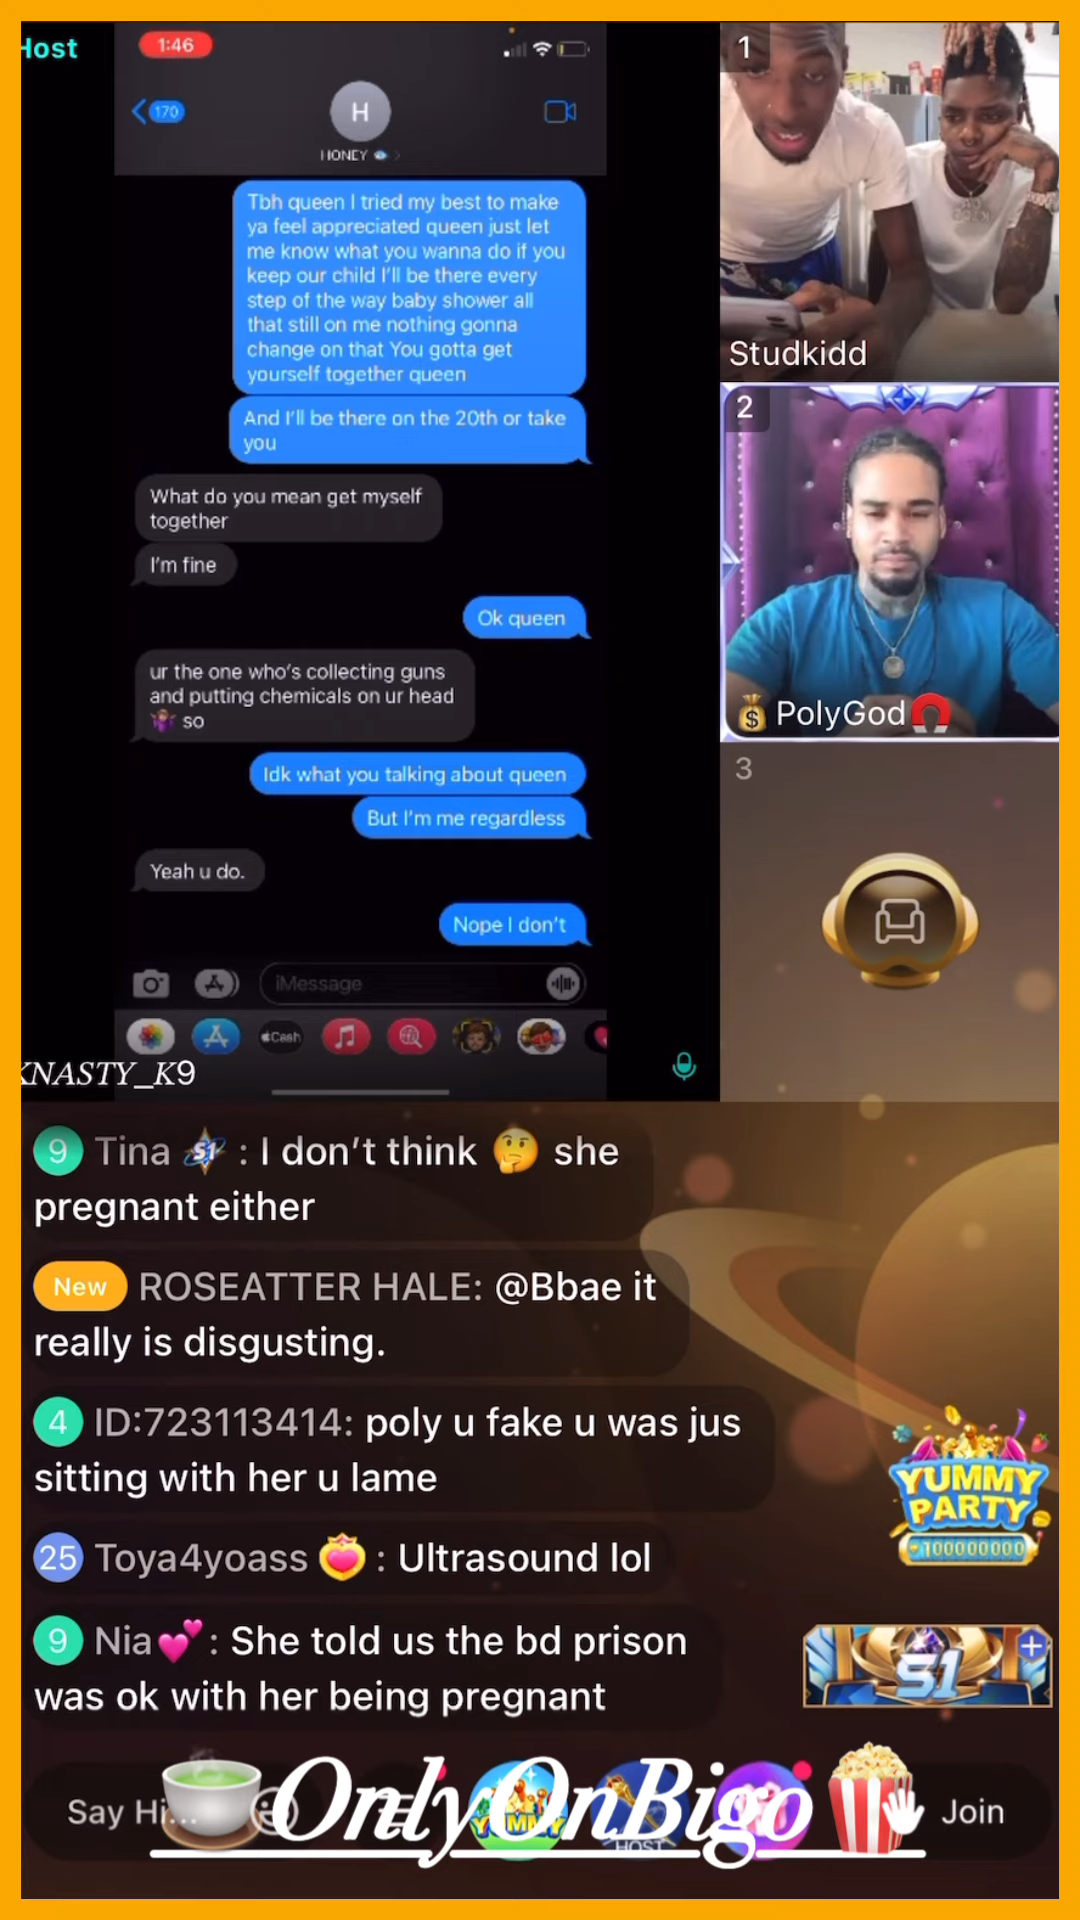 Host
1:46
170
H
HONEY
Tbh queen I tried my best to make
ya feel appreciated queen just let
me know what you wanna do if you
keep our child I'll be there every
step of the way baby shower all
that still on me nothing gonna
change on that You gotta get
yourself together queen
And I'll be there on the 20th or take
you
What do you mean get myself
together
I'm fine
Ok queen
ur the one who's collecting guns
and putting chemicals on ur head
🤷🏾‍♀️ so
Idk what you talking about queen
But I'm me regardless
Yeah u do.
Nope I don't
iMessage
Cash
KNASTY_K9
1
Studkidd
2
💰 PolyGod🧲
3
9 Tina S1 : I don't think 🤔 she
pregnant either
New ROSEATTER HALE: @Bbae it
really is disgusting.
4 ID:723113414: poly u fake u was jus
sitting with her u lame
25 Toya4yoass : Ultrasound lol
9 Nia💕: She told us the bd prison
was ok with her being pregnant
YUMMY
PARTY
100000000
S1
Say Hi...
YUMMY
HOST
Join
🍵OnlyOnBigo🍿